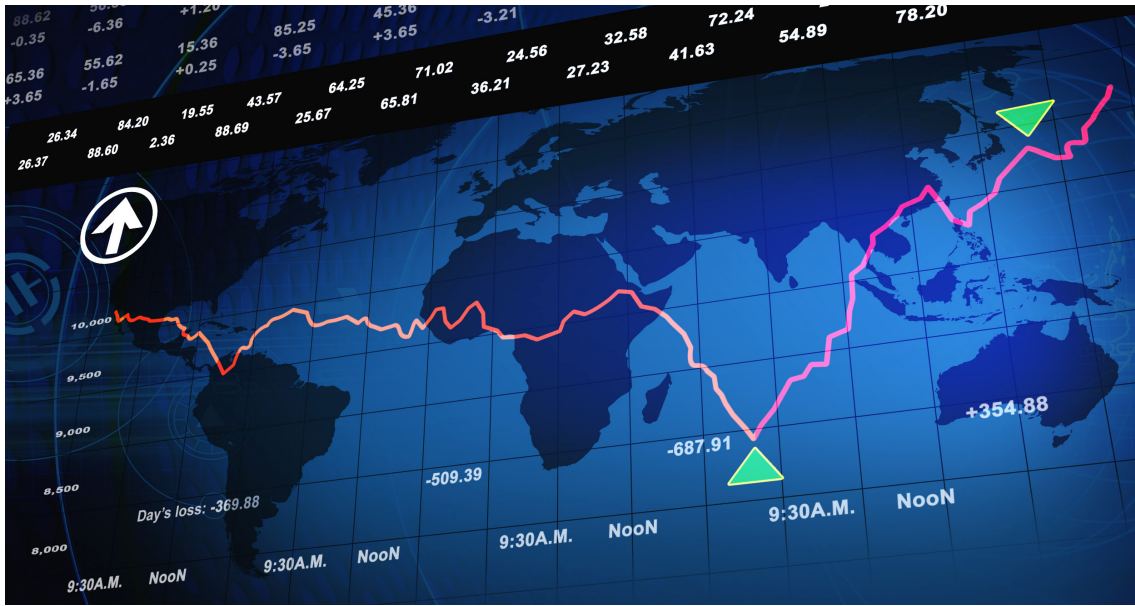 88.62 +1.20 45.36
-0.35 -6.36 85.25 -3.21
15.36 -3.65 +3.65
65.36 55.62 +0.25
+3.65 -1.65
26.34 84.20 19.55 43.57 64.25 71.02 24.56 32.58 72.24 78.20
26.37 88.60 2.36 88.69 25.67 65.81 36.21 27.23 41.63 54.89
10,000
9,500
9,000
8,500
8,000
Day's loss: -369.88
-509.39
-687.91
+354.88
9:30A.M. NooN
9:30A.M. NooN
9:30A.M. NooN
9:30A.M. NooN